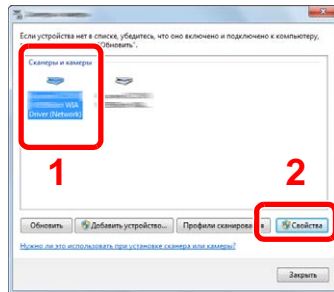 Если устройства нет в списке, убедитесь, что оно включено и подключено к компьютеру,
"Обновить".
Сканеры и камеры
WIA
Driver (Network)
1
2
Обновить
Добавить устройство...
Профили сканирова
Свойства
Нужно ли это использовать при установке сканера или камеры?
Закрыть